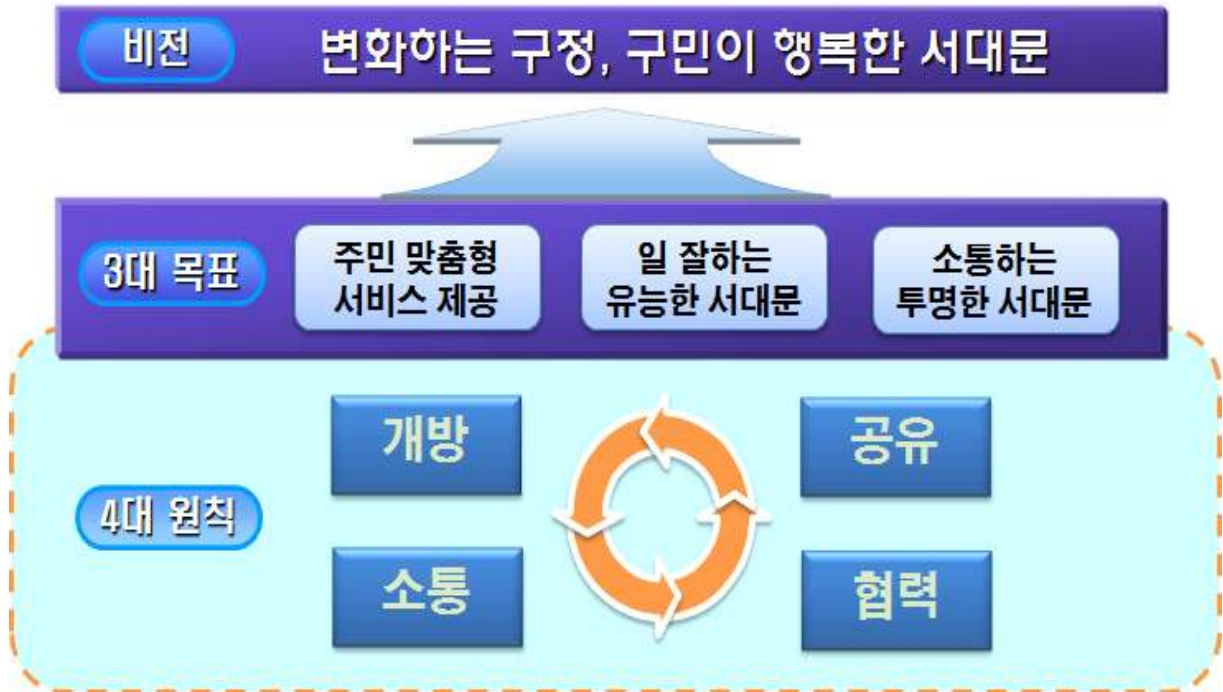 비전
변화하는 구정, 구민이 행복한 서대문
3대 목표
주민 맞춤형
서비스 제공
일 잘하는
유능한 서대문
소통하는
투명한 서대문
4대 원칙
개방
공유
소통
협력